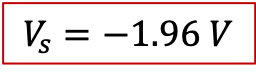 Vₛ = −1.96 V